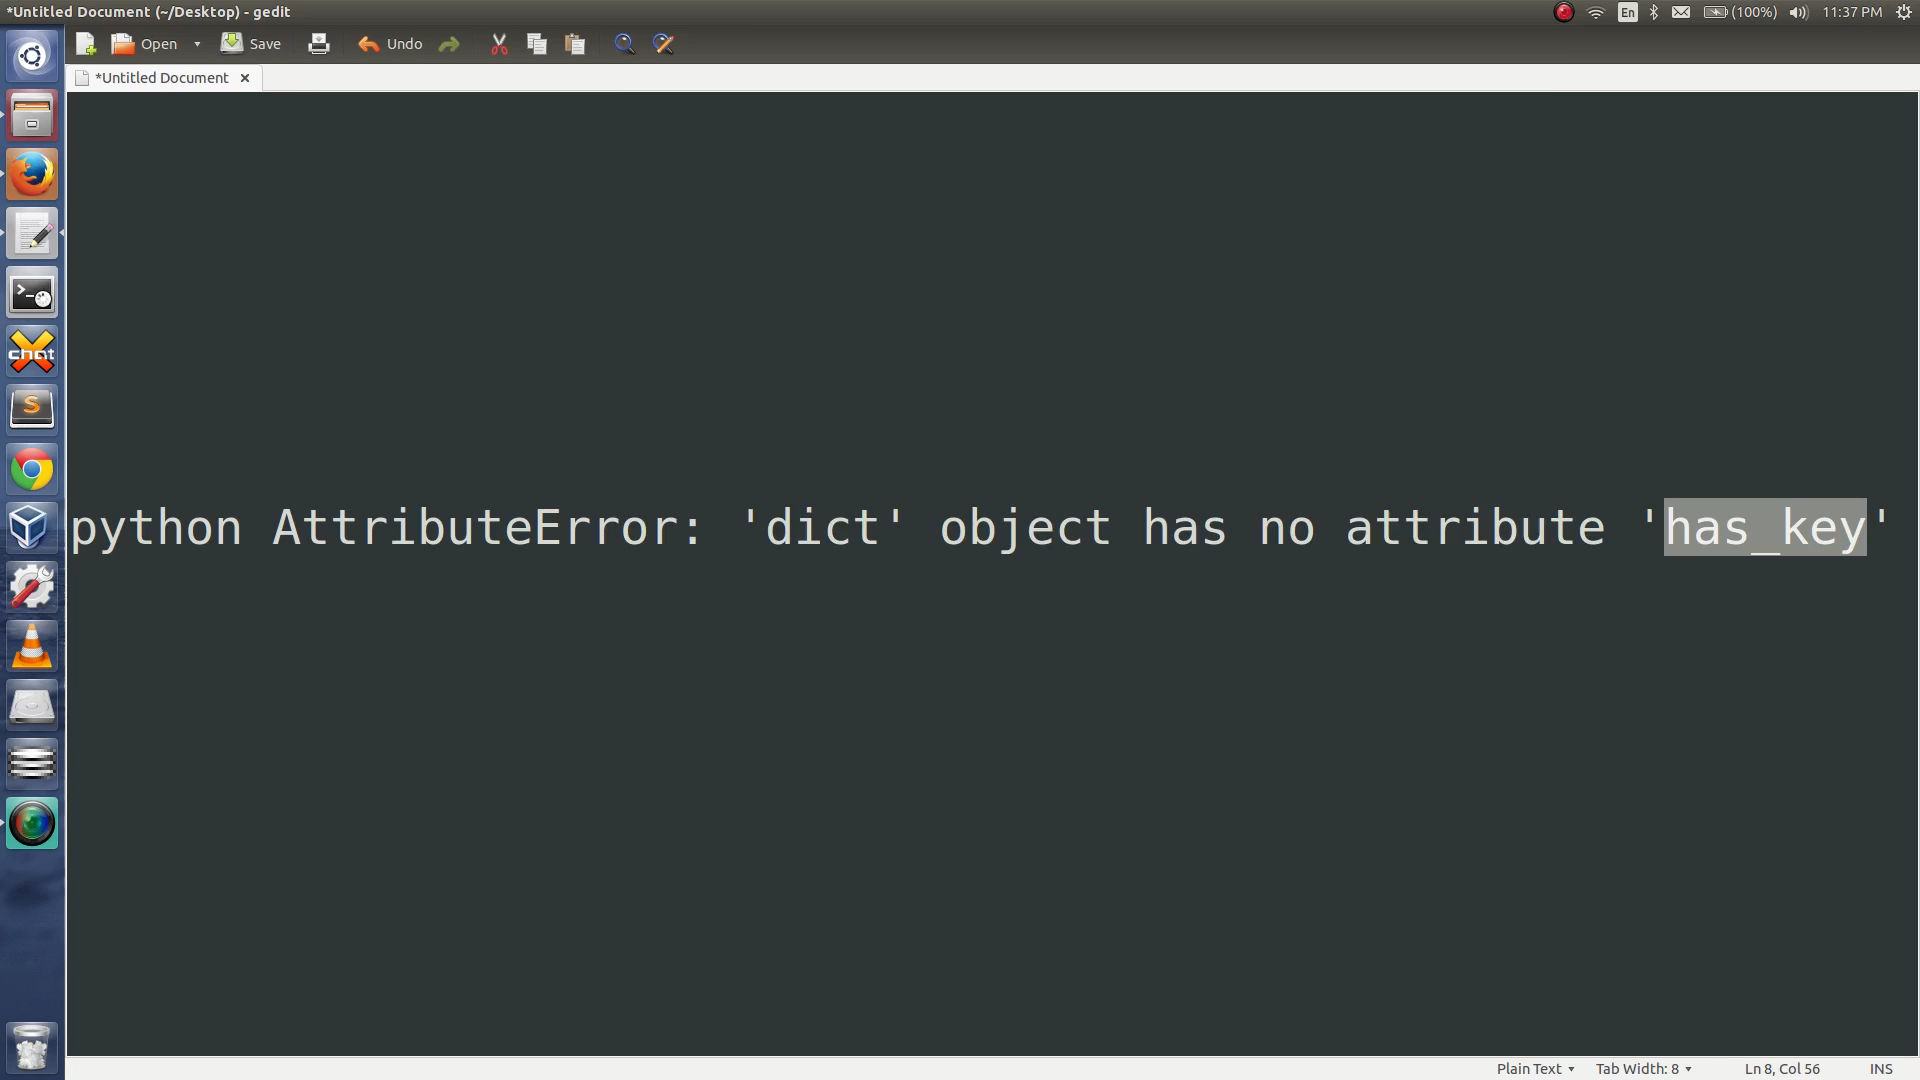 *Untitled Document (~/Desktop) - gedit
En
(100%)
11:37 PM
Open
Save
Undo
*Untitled Document
python AttributeError: 'dict' object has no attribute 'has_key'
>_
chat
S
Plain Text
Tab Width: 8
Ln 8, Col 56
INS